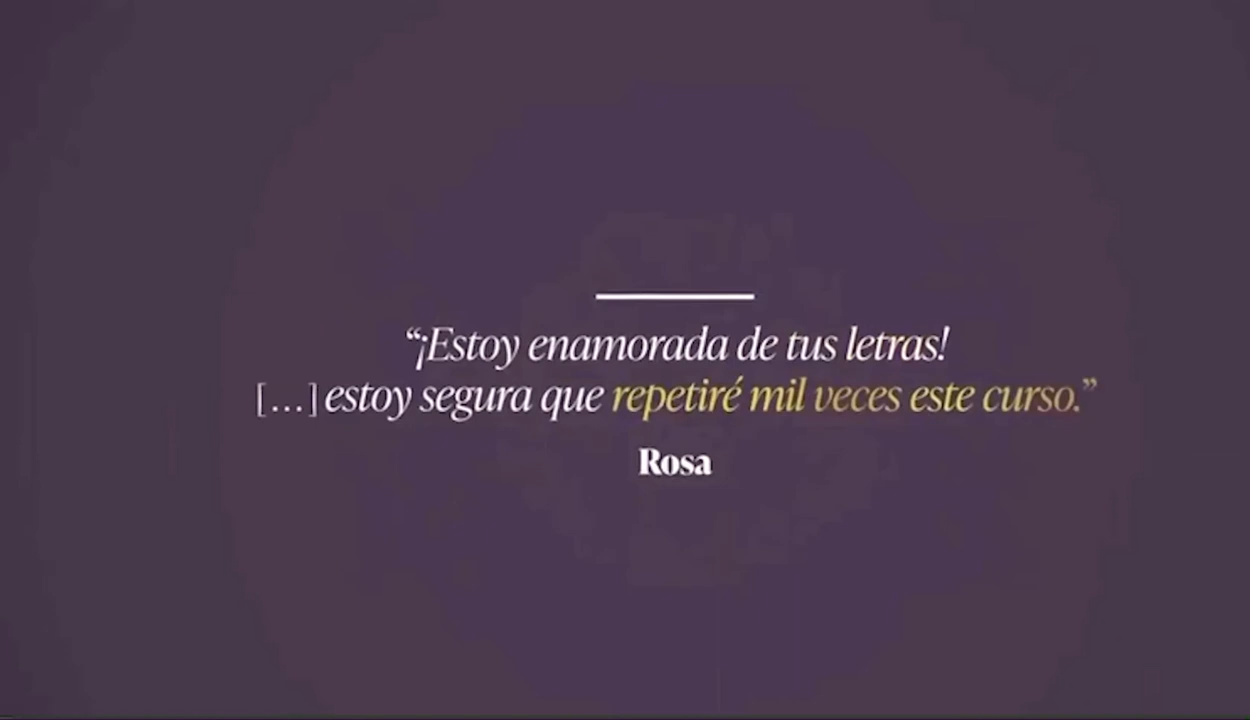 “¡Estoy enamorada de tus letras!
[…] estoy segura que repetiré mil veces este curso.”
Rosa